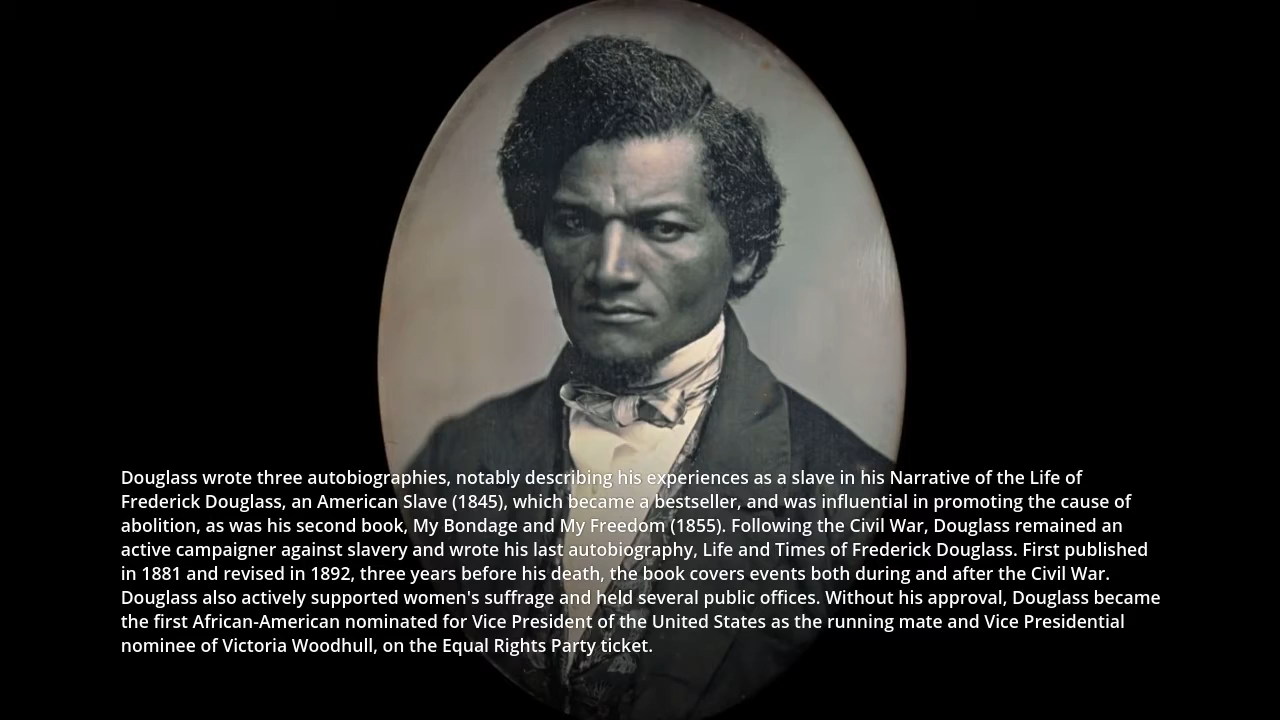 Douglass wrote three autobiographies, notably describing his experiences as a slave in his Narrative of the Life of
Frederick Douglass, an American Slave (1845), which became a bestseller, and was influential in promoting the cause of
abolition, as was his second book, My Bondage and My Freedom (1855). Following the Civil War, Douglass remained an
active campaigner against slavery and wrote his last autobiography, Life and Times of Frederick Douglass. First published
in 1881 and revised in 1892, three years before his death, the book covers events both during and after the Civil War.
Douglass also actively supported women's suffrage and held several public offices. Without his approval, Douglass became
the first African-American nominated for Vice President of the United States as the running mate and Vice Presidential
nominee of Victoria Woodhull, on the Equal Rights Party ticket.